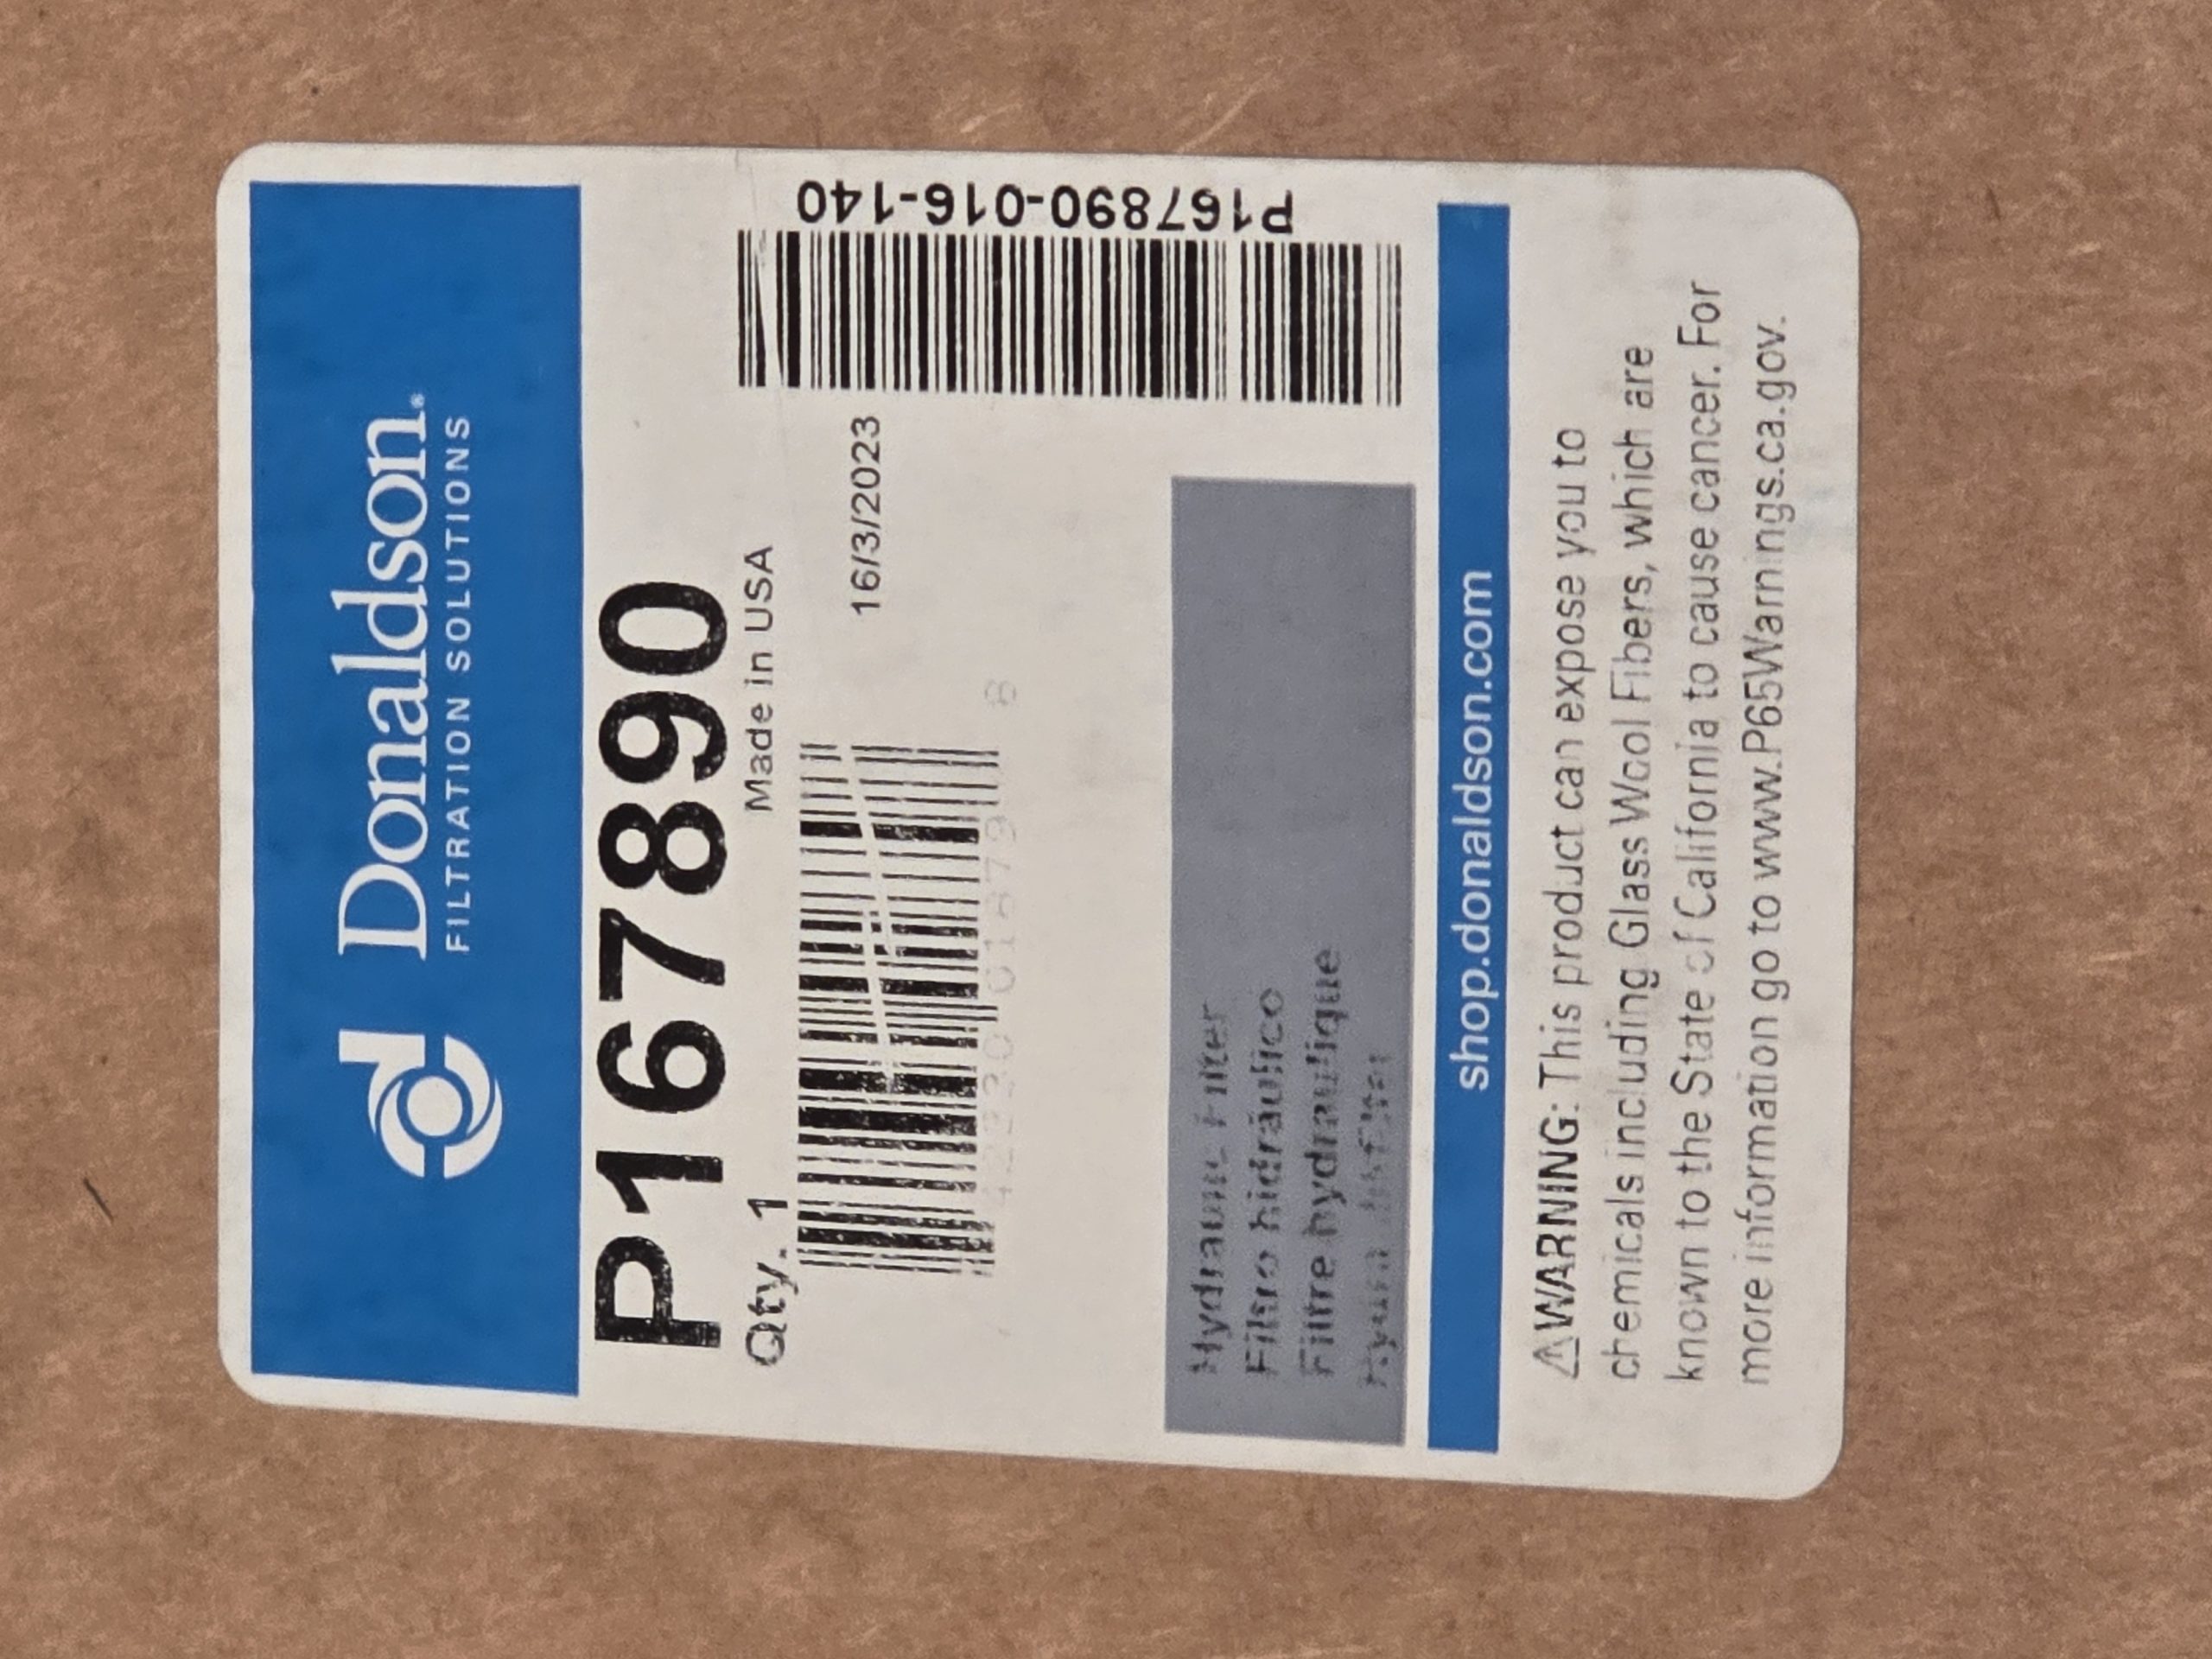 Donaldson®
FILTRATION SOLUTIONS
P167890
Qty. 1
Made in USA
16/3/2023
P167890-016-140
Hydraulic Filter
Filtro hidráulico
Filtre hydraulique
shop.donaldson.com
⚠WARNING: This product can expose you to
chemicals including Glass Wool Fibers, which are
known to the State of California to cause cancer. For
more information go to www.P65Warnings.ca.gov.